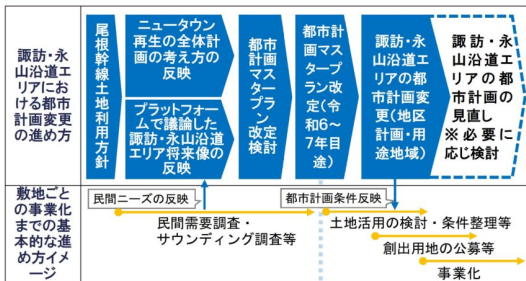 諏訪・永
山沿道エ
リアにお
ける都市
計画変更
の進め方
尾根幹線土地利用方針
ニュータウン
再生の全体計
画の考え方の
反映
プラットフォー
ムで議論した
諏訪・永山沿道
エリア将来像の
反映
都市計
画マス
タープ
ラン改定
検討
都市計
画マスタ
ープラン
改定(令
和6～
7年目
途)
諏訪・永
山沿道エ
リアの都
市計画変
更(地区
計画・用
途地域)
諏訪・永
山沿道
エリアの
都市計
画の見
直し
※必要に
応じ検討
敷地ごと
の事業化
までの基
本的な進
め方イメ
ージ
民間ニーズの反映
都市計画条件反映
民間需要調査・
サウンディング調査等
土地活用の検討・条件整理等
創出用地の公募等
事業化